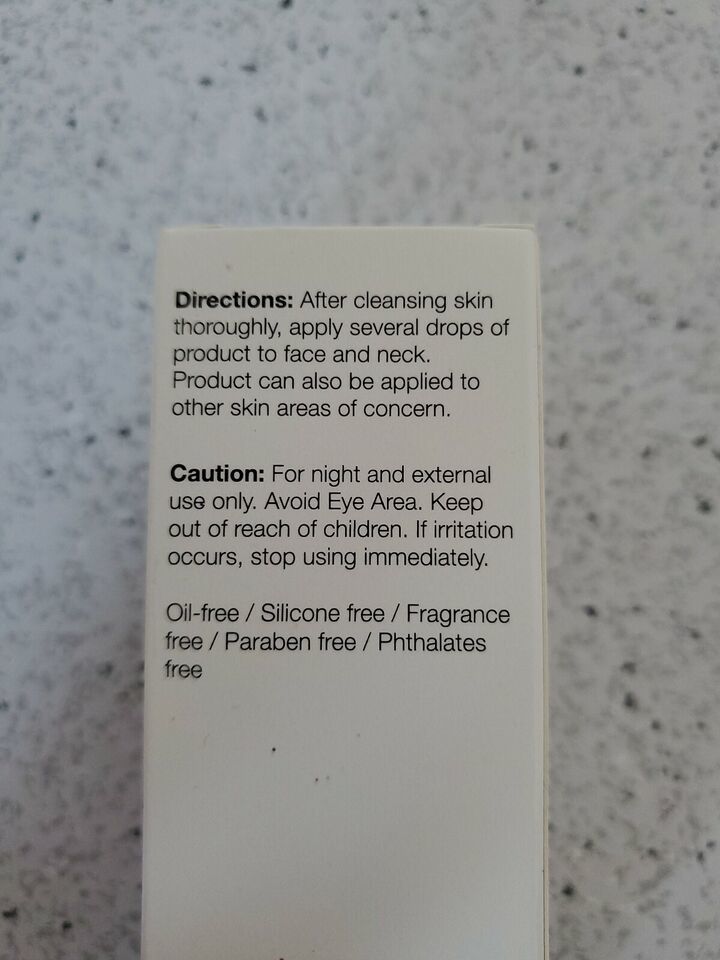 Directions: After cleansing skin
thoroughly, apply several drops of
product to face and neck.
Product can also be applied to
other skin areas of concern.
Caution: For night and external
use only. Avoid Eye Area. Keep
out of reach of children. If irritation
occurs, stop using immediately.
Oil-free / Silicone free / Fragrance
free / Paraben free / Phthalates
free